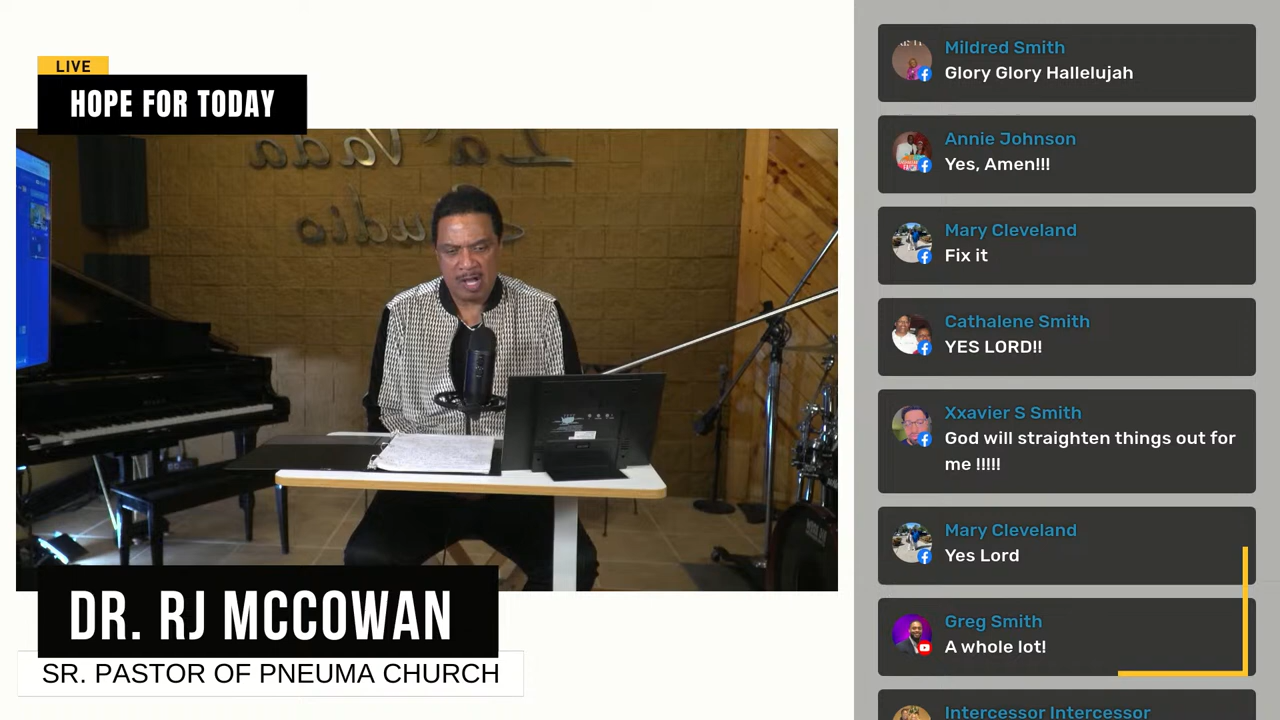 LIVE
HOPE FOR TODAY
La'Vada
DR. RJ MCCOWAN
SR. PASTOR OF PNEUMA CHURCH
Mildred Smith
Glory Glory Hallelujah
Annie Johnson
Yes, Amen!!!
Mary Cleveland
Fix it
Cathalene Smith
YES LORD!!
Xxavier S Smith
God will straighten things out for
me !!!!!
Mary Cleveland
Yes Lord
Greg Smith
A whole lot!
Intercessor Intercessor